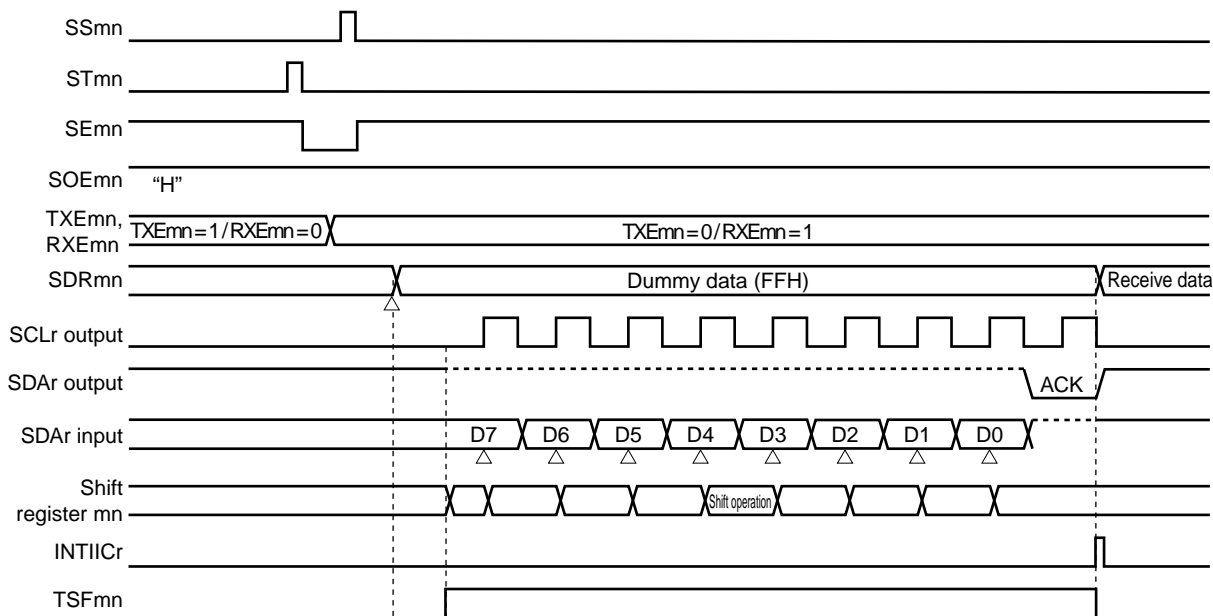 SSmn
STmn
SEmn
SOEmn “H”
TXEmn,
RXEmn
TXEmn=1/RXEmn=0 TXEmn=0/RXEmn=1
SDRmn Dummy data (FFH) Receive data
SCLr output
SDAr output ACK
SDAr input D7 D6 D5 D4 D3 D2 D1 D0
Shift
register mn
Shift operation
INTIICr
TSFmn